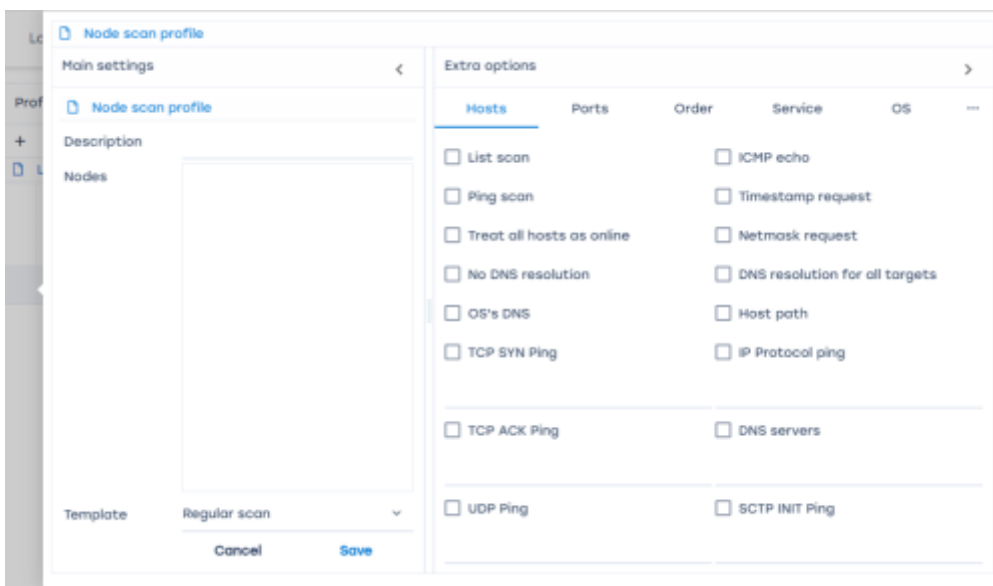 Lo
Node scan profile
Main settings
Extra options
Prof
Node scan profile
Hosts Ports Order Service OS ...
+
Description
List scan ICMP echo
L
Nodes
Ping scan Timestamp request
Treat all hosts as online Netmask request
No DNS resolution DNS resolution for all targets
OS's DNS Host path
TCP SYN Ping IP Protocol ping
TCP ACK Ping DNS servers
Template Regular scan
UDP Ping SCTP INIT Ping
Cancel Save